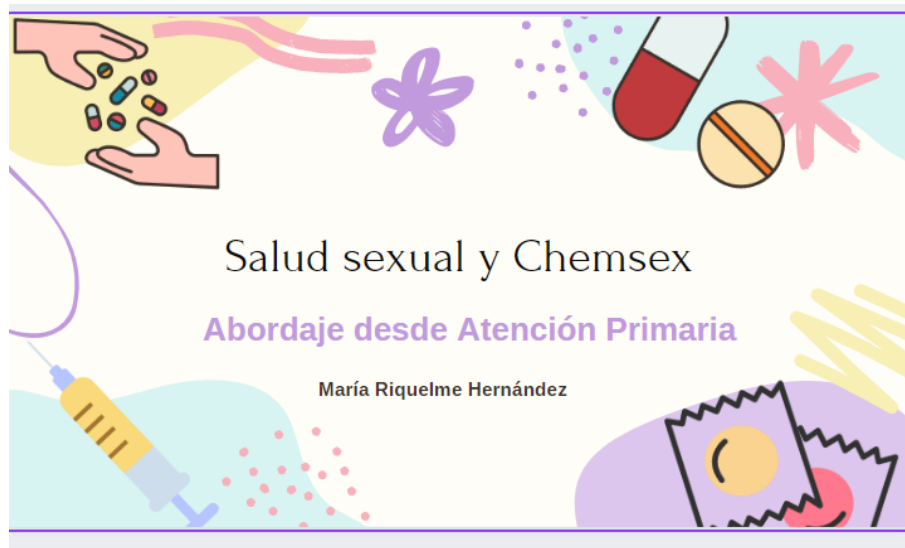 Salud sexual y Chemsex
Abordaje desde Atención Primaria
María Riquelme Hernández